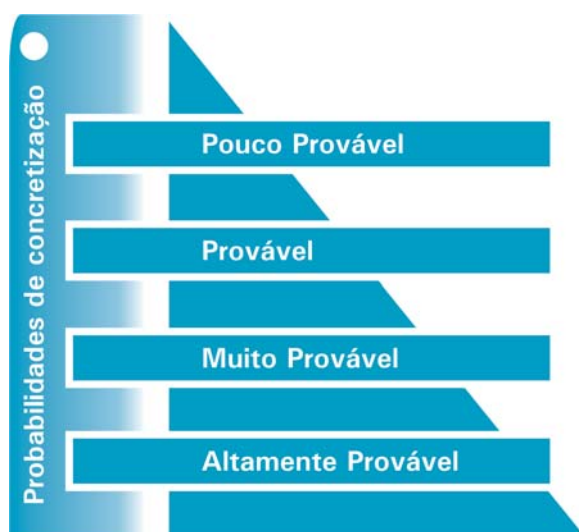 Probabilidades de concretização
Pouco Provável
Provável
Muito Provável
Altamente Provável